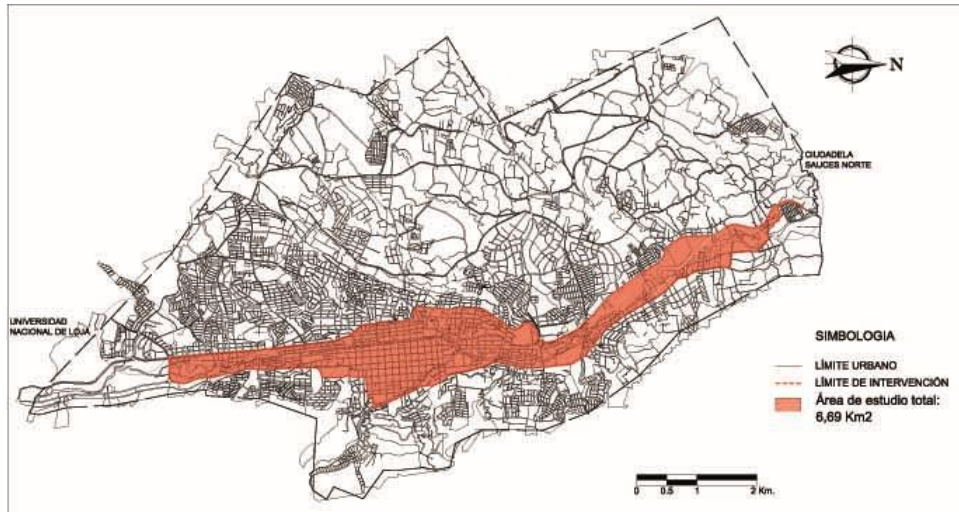 N
CIUDADELA
SAUCES NORTE
UNIVERSIDAD
NACIONAL DE LOJA
SIMBOLOGIA
LÍMITE URBANO
LÍMITE DE INTERVENCIÓN
Área de estudio total:
6,69 Km2
0 0.5 1 2 Km.